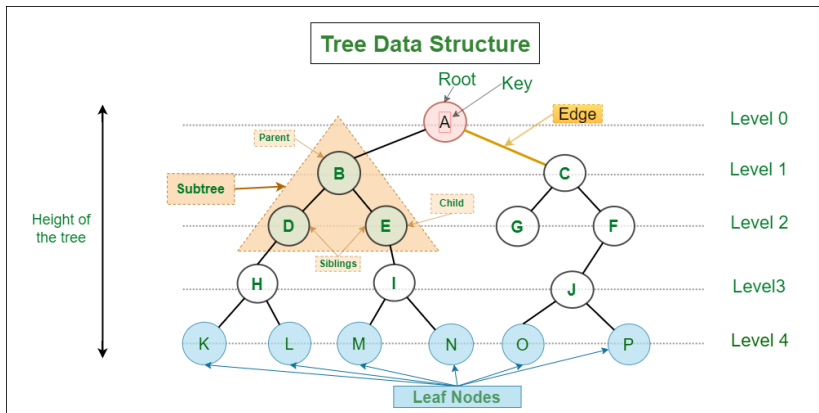 Tree Data Structure
Root
Key
A
Edge
Level 0
Parent
B
C
Level 1
Subtree
Child
Height of
the tree
D
E
G
F
Level 2
Siblings
H
I
J
Level3
K
L
M
N
O
P
Level 4
Leaf Nodes